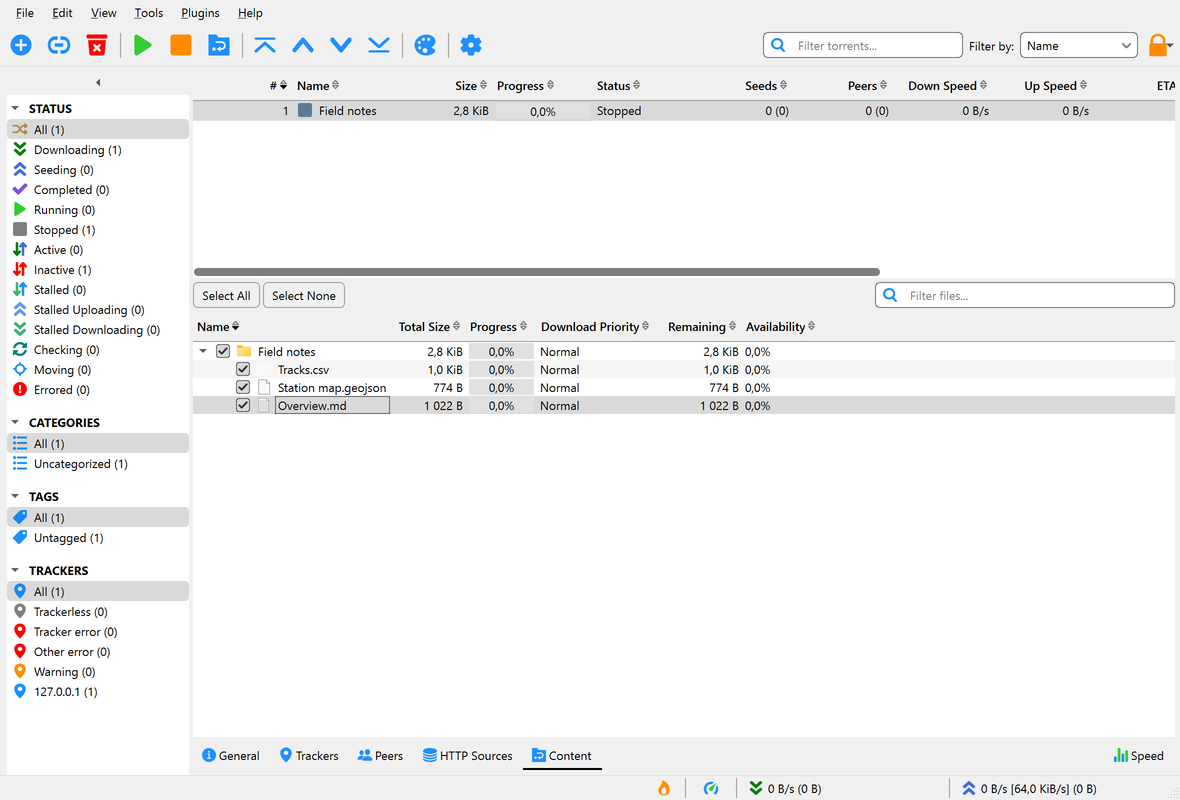 File Edit View Tools Plugins Help
Filter torrents... Filter by: Name
# Name Size Progress Status Seeds Peers Down Speed Up Speed ETA
1 Field notes 2,8 KiB 0,0% Stopped 0 (0) 0 (0) 0 B/s 0 B/s
STATUS
All (1)
Downloading (1)
Seeding (0)
Completed (0)
Running (0)
Stopped (1)
Active (0)
Inactive (1)
Stalled (0)
Stalled Uploading (0)
Stalled Downloading (0)
Checking (0)
Moving (0)
Errored (0)
CATEGORIES
All (1)
Uncategorized (1)
TAGS
All (1)
Untagged (1)
TRACKERS
All (1)
Trackerless (0)
Tracker error (0)
Other error (0)
Warning (0)
127.0.0.1 (1)
Select All Select None Filter files...
Name Total Size Progress Download Priority Remaining Availability
Field notes 2,8 KiB 0,0% Normal 2,8 KiB 0,0%
Tracks.csv 1,0 KiB 0,0% Normal 1,0 KiB 0,0%
Station map.geojson 774 B 0,0% Normal 774 B 0,0%
Overview.md 1 022 B 0,0% Normal 1 022 B 0,0%
General Trackers Peers HTTP Sources Content Speed
0 B/s (0 B) 0 B/s [64,0 KiB/s] (0 B)